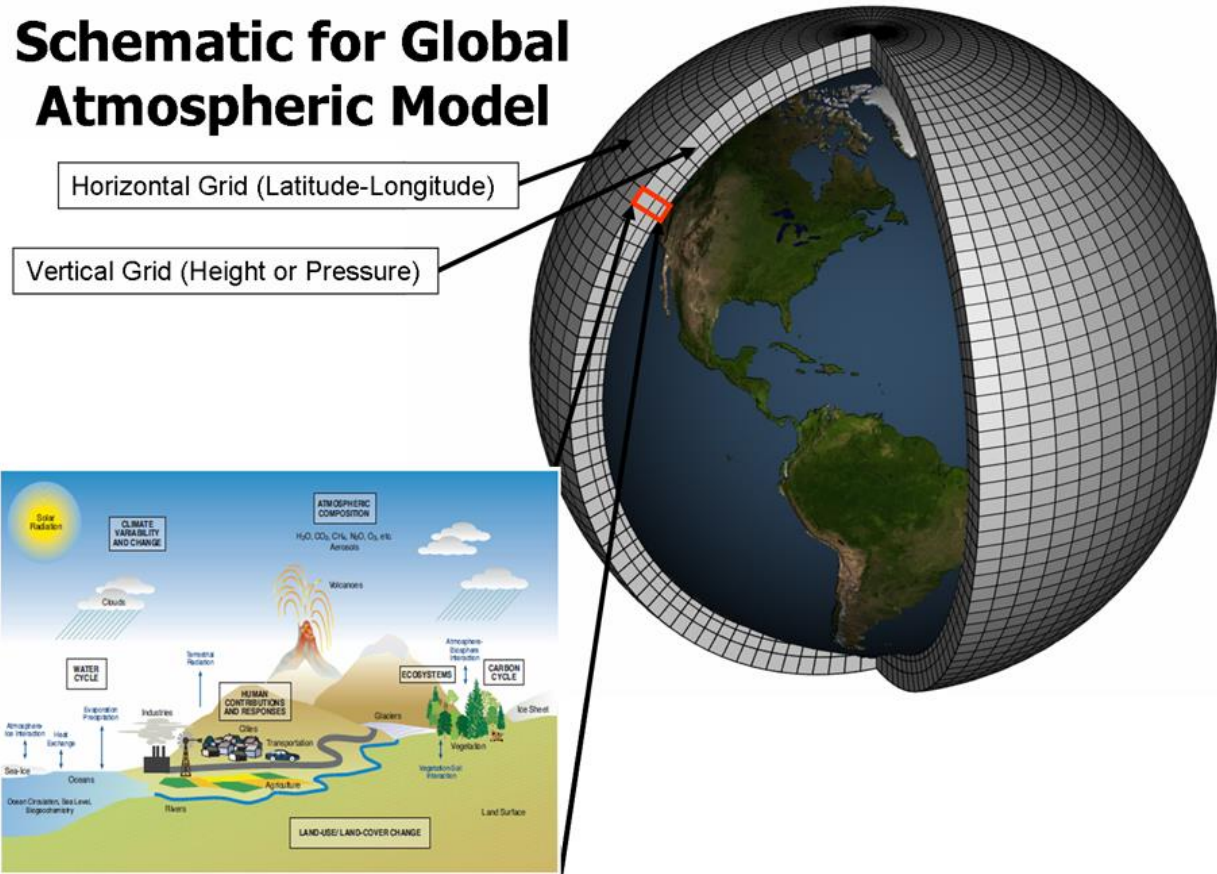 Schematic for Global
Atmospheric Model
Horizontal Grid (Latitude-Longitude)
Vertical Grid (Height or Pressure)
Solar
Radiation
CLIMATE
VARIABILITY
AND CHANGE
ATMOSPHERIC
COMPOSITION
H₂O, CO₂, CH₄, N₂O, O₃, etc.
Aerosols
Clouds
Volcanoes
Terrestrial
Radiation
Atmosphere-
Biosphere
Interaction
WATER
CYCLE
ECOSYSTEMS
CARBON
CYCLE
HUMAN
CONTRIBUTIONS
AND RESPONSES
Evaporation
Precipitation
Industries
Cities
Glaciers
Ice Sheet
Atmosphere-
Ice Interaction
Heat
Exchange
Transportation
Vegetation
Sea-Ice
Oceans
Agriculture
Vegetation-Soil
Interaction
Ocean Circulation, Sea Level,
Biogeochemistry
Rivers
Land Surface
LAND-USE/ LAND-COVER CHANGE